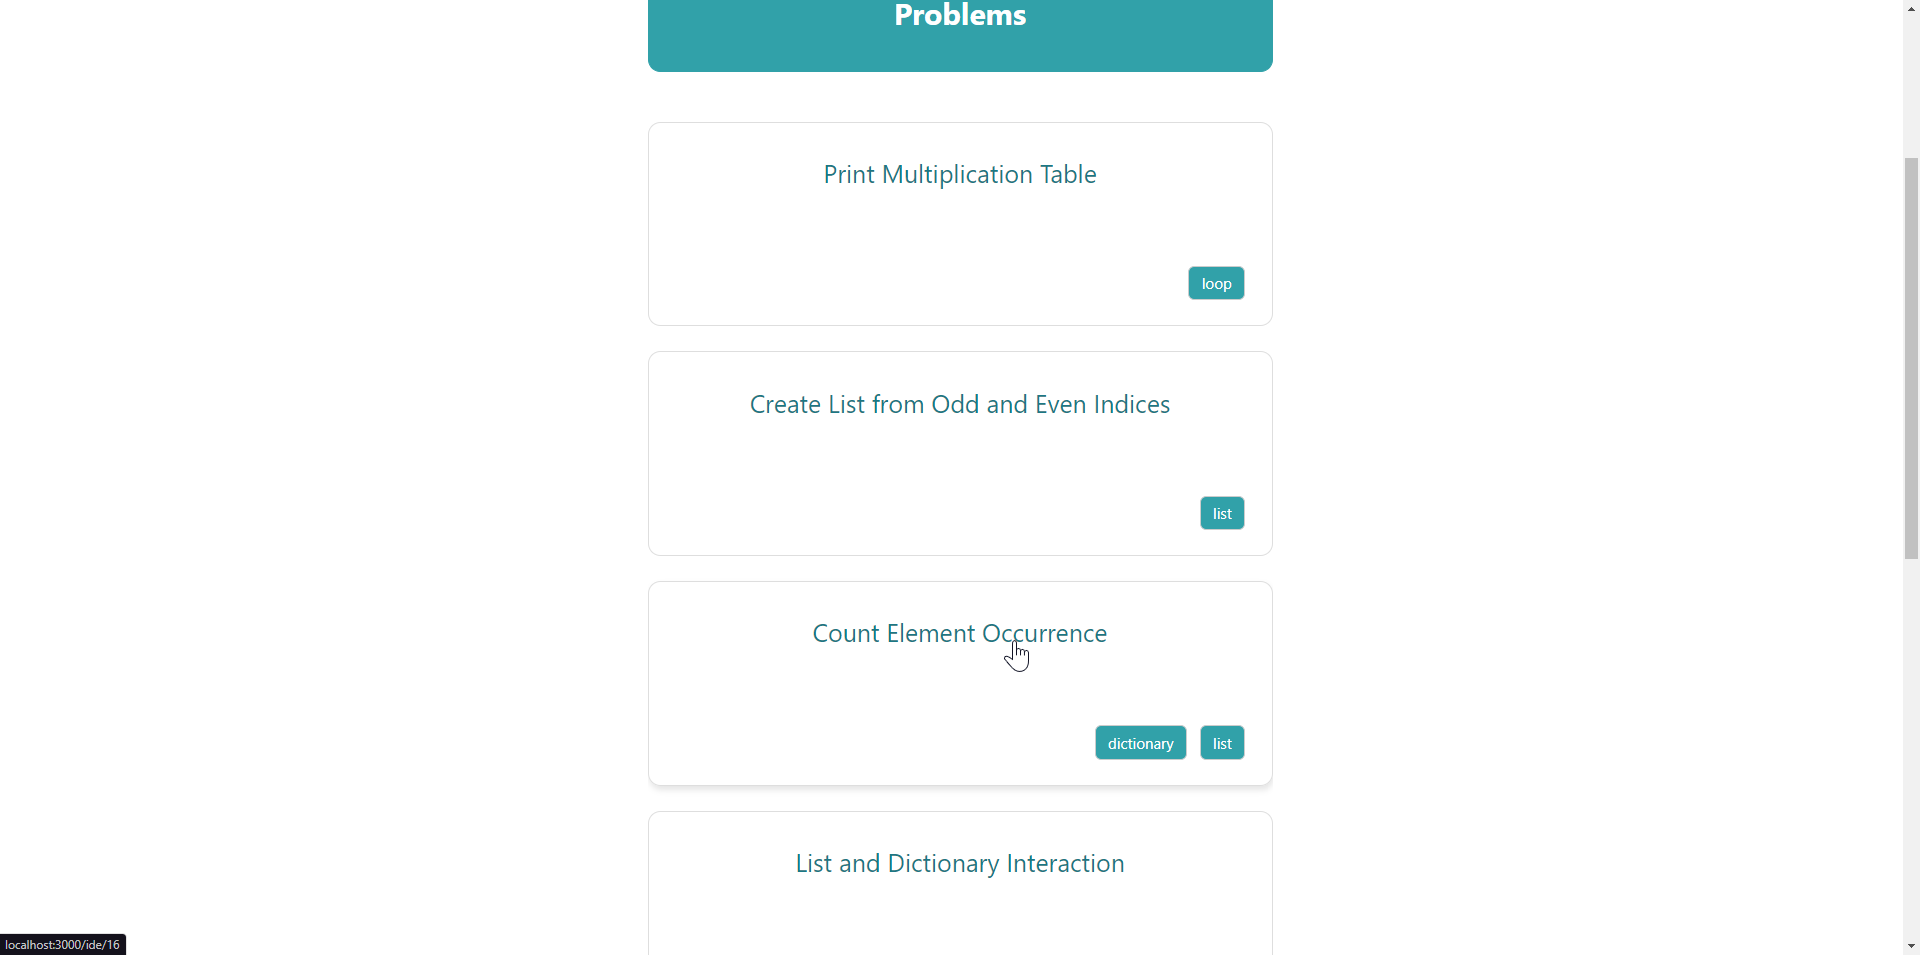 Problems
Print Multiplication Table
loop
Create List from Odd and Even Indices
list
Count Element Occurrence
dictionary list
List and Dictionary Interaction
localhost:3000/ide/16